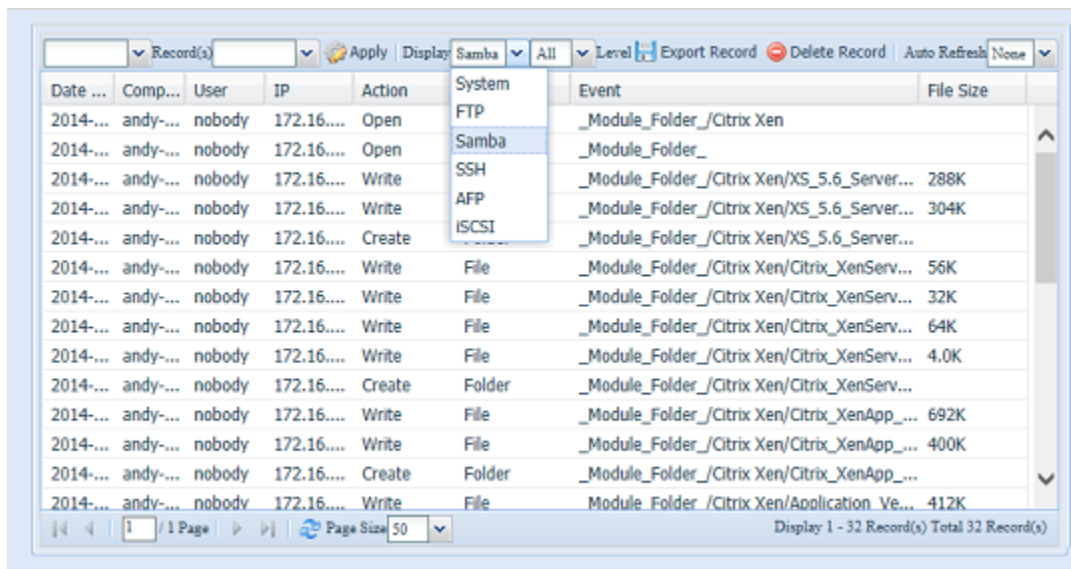 Record(s) Apply Display Samba All Level Export Record Delete Record Auto Refresh None
Date ... Comp... User IP Action Event File Size
System
FTP
Samba
SSH
AFP
iSCSI
2014-... andy-... nobody 172.16.... Open _Module_Folder_/Citrix Xen
2014-... andy-... nobody 172.16.... Open _Module_Folder_
2014-... andy-... nobody 172.16.... Write _Module_Folder_/Citrix Xen/XS_5.6_Server... 288K
2014-... andy-... nobody 172.16.... Write _Module_Folder_/Citrix Xen/XS_5.6_Server... 304K
2014-... andy-... nobody 172.16.... Create _Module_Folder_/Citrix Xen/XS_5.6_Server...
2014-... andy-... nobody 172.16.... Write File _Module_Folder_/Citrix Xen/Citrix_XenServ... 56K
2014-... andy-... nobody 172.16.... Write File _Module_Folder_/Citrix Xen/Citrix_XenServ... 32K
2014-... andy-... nobody 172.16.... Write File _Module_Folder_/Citrix Xen/Citrix_XenServ... 64K
2014-... andy-... nobody 172.16.... Write File _Module_Folder_/Citrix Xen/Citrix_XenServ... 4.0K
2014-... andy-... nobody 172.16.... Create Folder _Module_Folder_/Citrix Xen/Citrix_XenServ...
2014-... andy-... nobody 172.16.... Write File _Module_Folder_/Citrix Xen/Citrix_XenApp_... 692K
2014-... andy-... nobody 172.16.... Write File _Module_Folder_/Citrix Xen/Citrix_XenApp_... 400K
2014-... andy-... nobody 172.16.... Create Folder _Module_Folder_/Citrix Xen/Citrix_XenApp_...
2014-... andy-... nobody 172.16.... Write File _Module_Folder_/Citrix Xen/Application_Ve... 412K
1 / 1 Page Page Size 50 Display 1 - 32 Record(s) Total 32 Record(s)